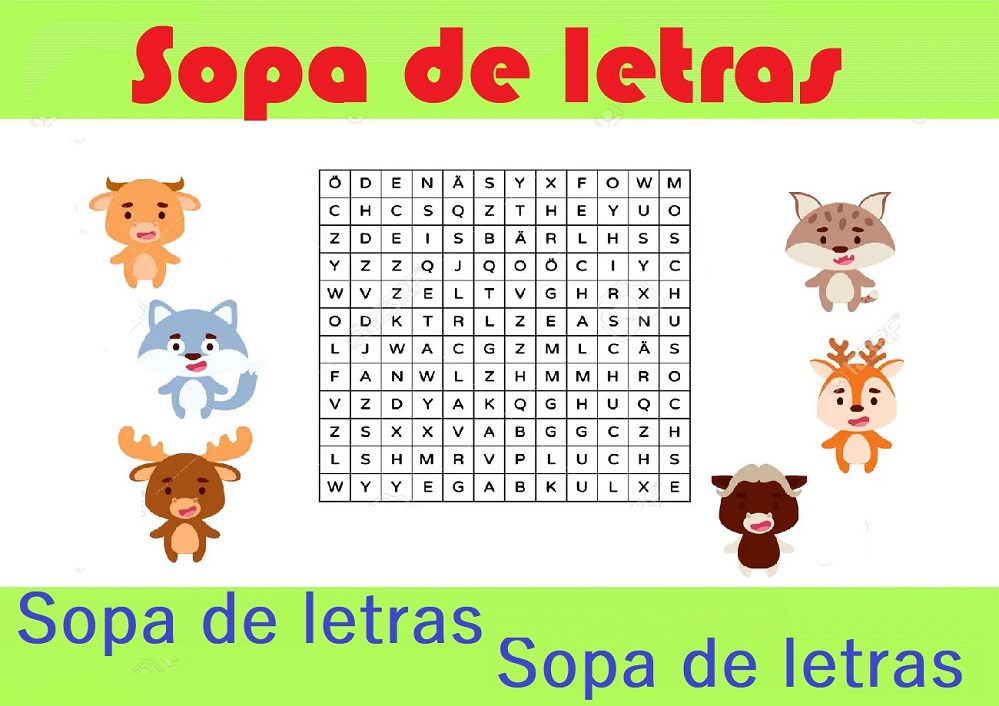 Sopa de letras
Ö D E N Ä S Y X F O W M
C H C S Q Z T H E Y U O
Z D E I S B Ä R L H S S
Y Z Z Q J Q O Ö C I Y C
W V Z E L T V G H R X H
O D K T R L Z E A S N U
L J W A C G Z M L C Ä S
F A N W L Z H M M H R O
V Z D Y A K Q G H U Q C
Z S X X V A B G G C Z H
L S H M R V P L U C H S
W Y Y E G A B K U L X E
Sopa de letras
Sopa de letras